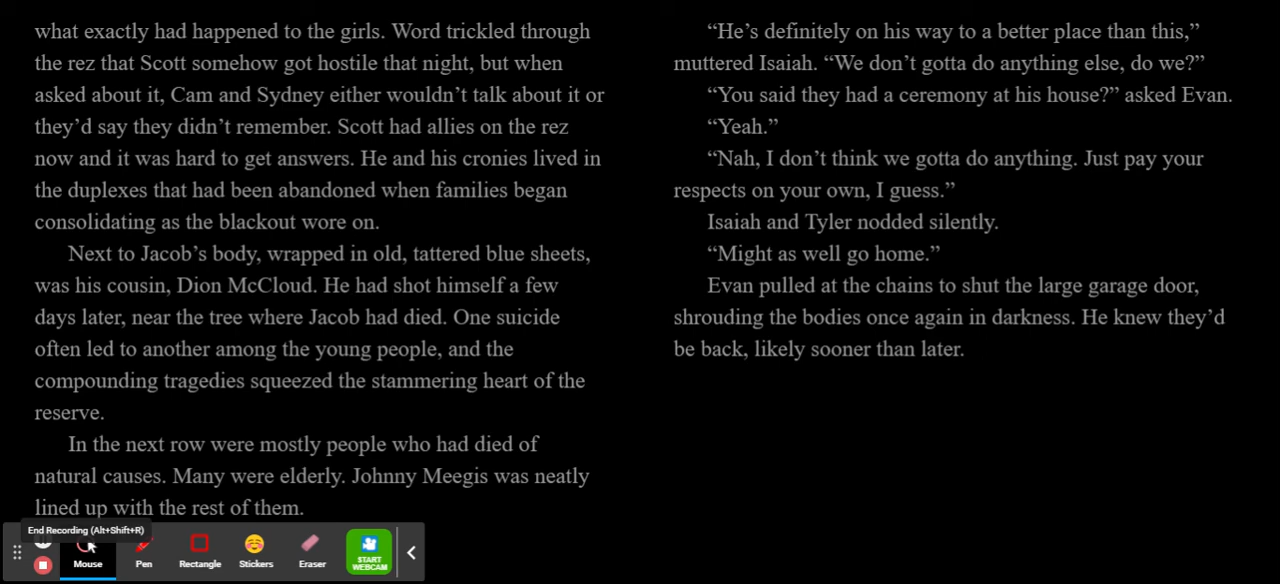 what exactly had happened to the girls. Word trickled through
the rez that Scott somehow got hostile that night, but when
asked about it, Cam and Sydney either wouldn’t talk about it or
they’d say they didn’t remember. Scott had allies on the rez
now and it was hard to get answers. He and his cronies lived in
the duplexes that had been abandoned when families began
consolidating as the blackout wore on.
Next to Jacob’s body, wrapped in old, tattered blue sheets,
was his cousin, Dion McCloud. He had shot himself a few
days later, near the tree where Jacob had died. One suicide
often led to another among the young people, and the
compounding tragedies squeezed the stammering heart of the
reserve.
In the next row were mostly people who had died of
natural causes. Many were elderly. Johnny Meegis was neatly
lined up with the rest of them.
“He’s definitely on his way to a better place than this,”
muttered Isaiah. “We don’t gotta do anything else, do we?”
“You said they had a ceremony at his house?” asked Evan.
“Yeah.”
“Nah, I don’t think we gotta do anything. Just pay your
respects on your own, I guess.”
Isaiah and Tyler nodded silently.
“Might as well go home.”
Evan pulled at the chains to shut the large garage door,
shrouding the bodies once again in darkness. He knew they’d
be back, likely sooner than later.
End Recording (Alt+Shift+R)
Mouse
Pen
Rectangle
Stickers
Eraser
START
WEBCAM